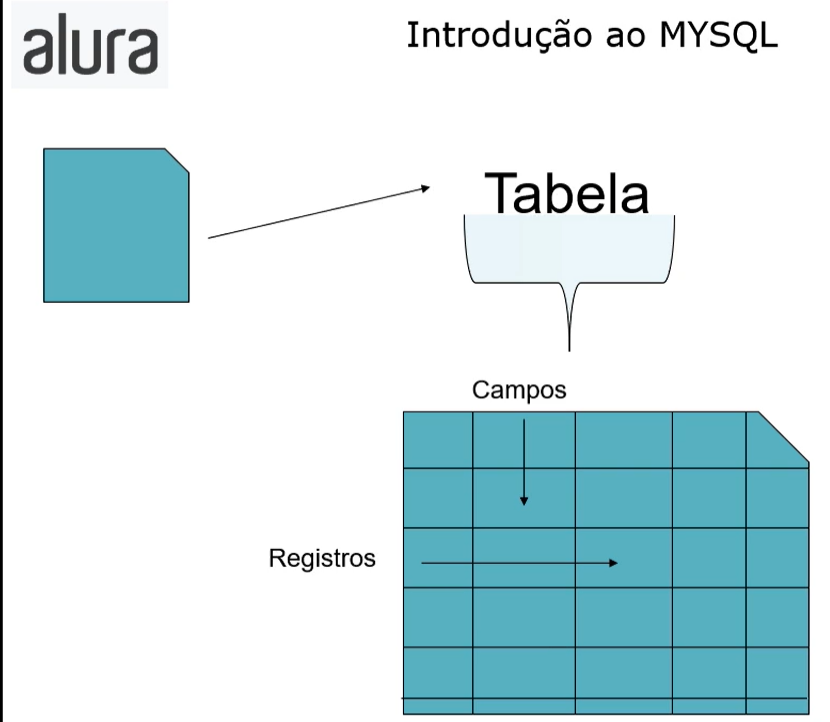 alura
Introdução ao MYSQL
Tabela
Campos
Registros